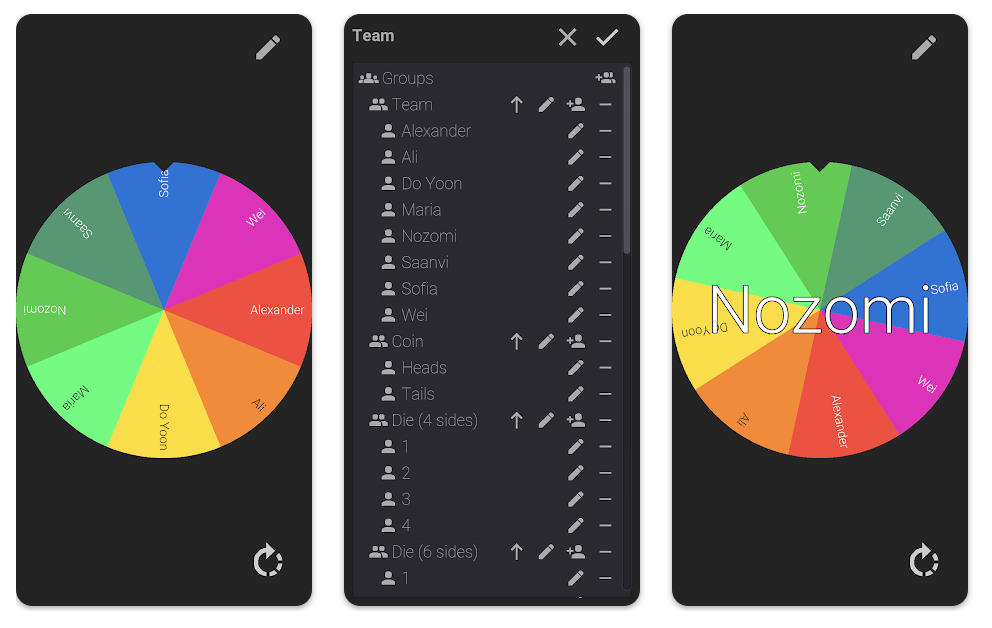 Sofia
Wei
Alexander
Ali
Do Yoon
Maria
Nozomi
Saanvi
Team
Groups
Team
Alexander
Ali
Do Yoon
Maria
Nozomi
Saanvi
Sofia
Wei
Coin
Heads
Tails
Die (4 sides)
1
2
3
4
Die (6 sides)
1
Nozomi
Saanvi
Sofia
Wei
Alexander
Ali
Do Yoon
Maria
Nozomi